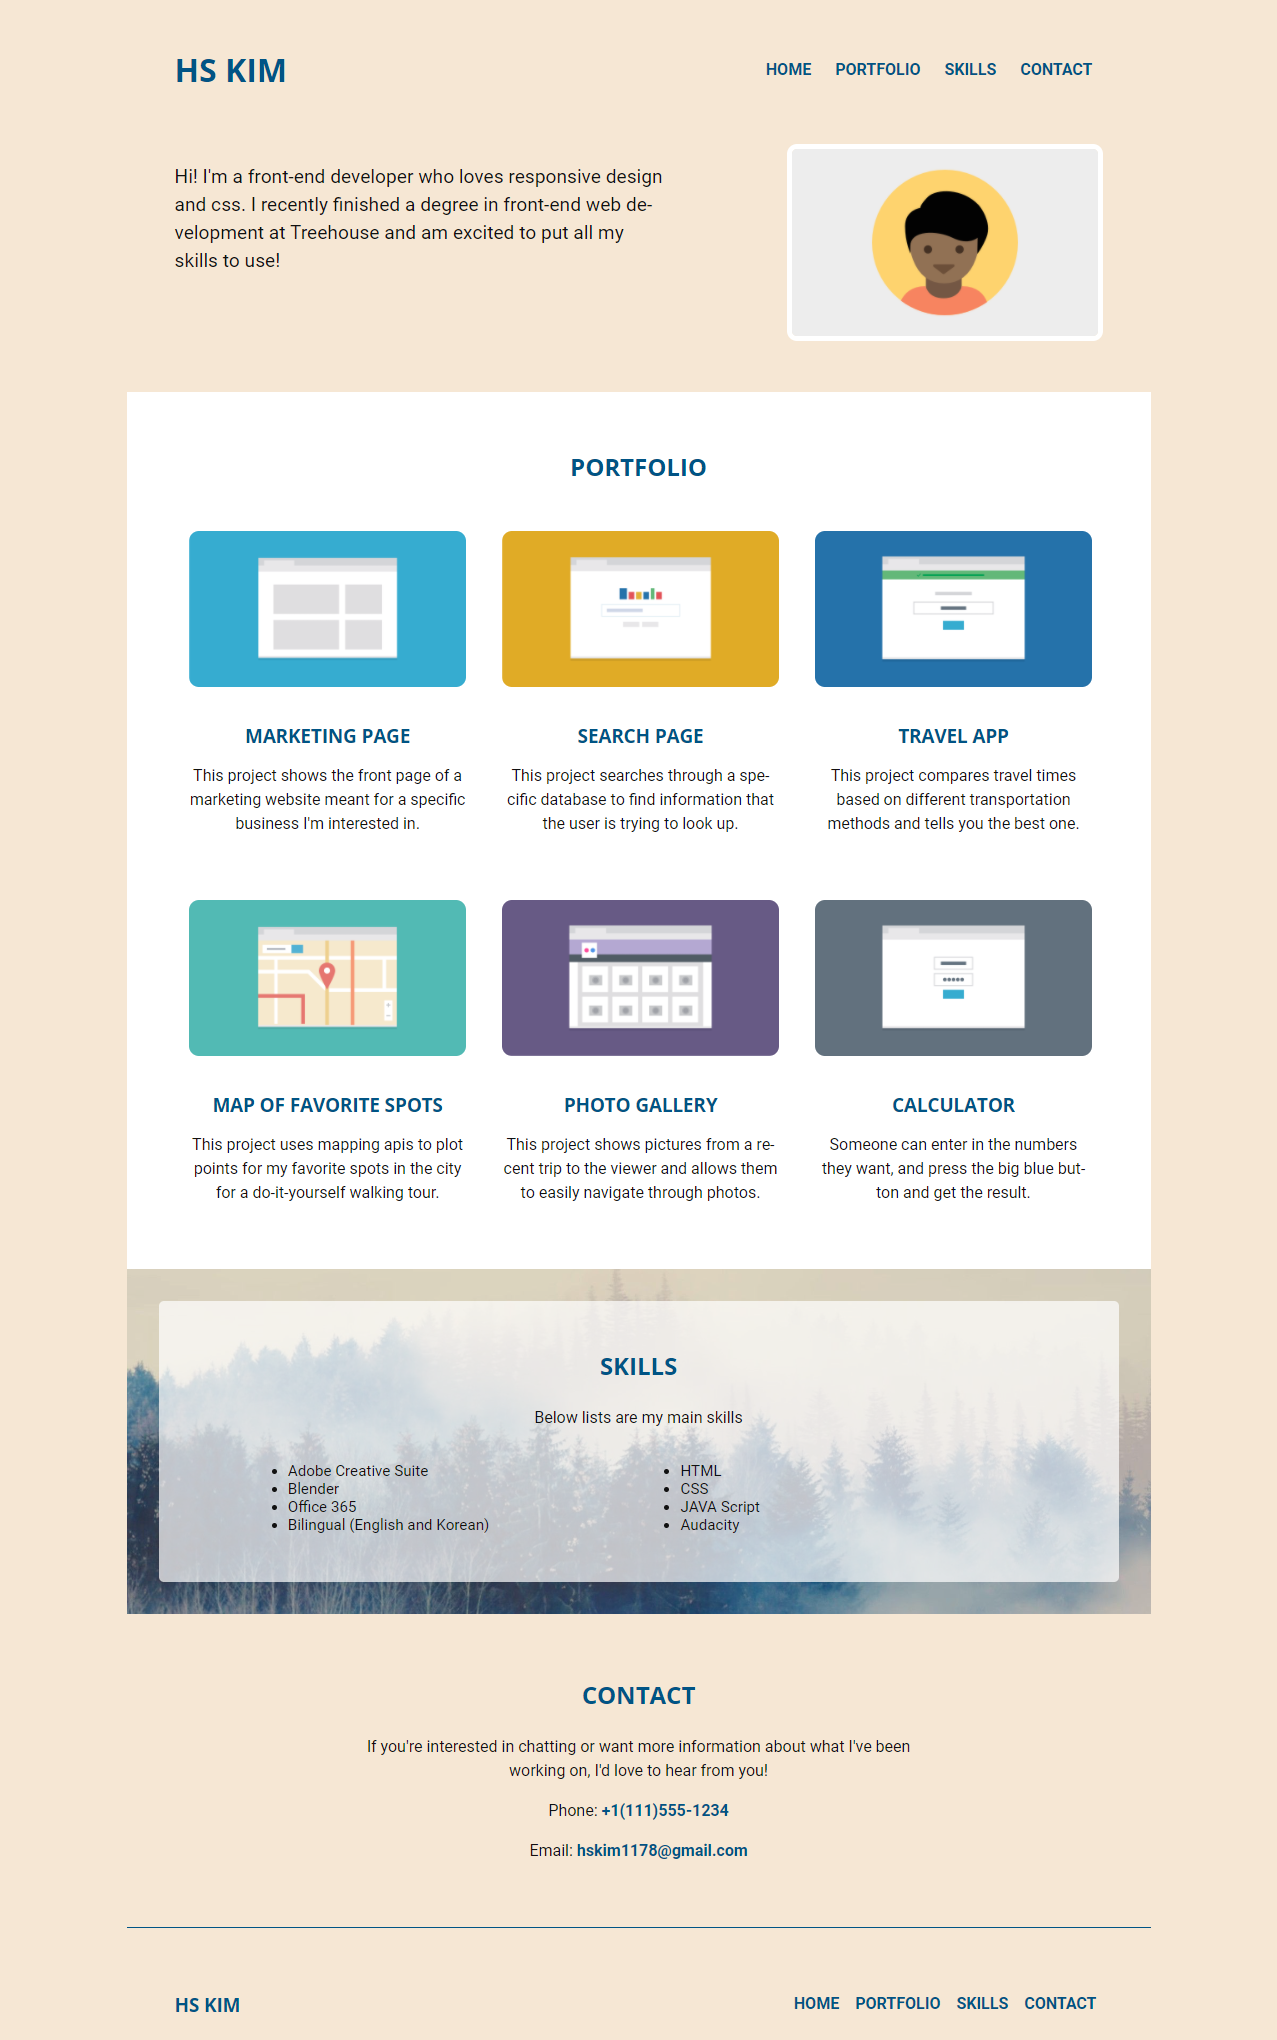 HS KIM
HOME PORTFOLIO SKILLS CONTACT
Hi! I'm a front-end developer who loves responsive design
and css. I recently finished a degree in front-end web de-
velopment at Treehouse and am excited to put all my
skills to use!
PORTFOLIO
MARKETING PAGE
This project shows the front page of a
marketing website meant for a specific
business I'm interested in.
SEARCH PAGE
This project searches through a spe-
cific database to find information that
the user is trying to look up.
TRAVEL APP
This project compares travel times
based on different transportation
methods and tells you the best one.
MAP OF FAVORITE SPOTS
This project uses mapping apis to plot
points for my favorite spots in the city
for a do-it-yourself walking tour.
PHOTO GALLERY
This project shows pictures from a re-
cent trip to the viewer and allows them
to easily navigate through photos.
CALCULATOR
Someone can enter in the numbers
they want, and press the big blue but-
ton and get the result.
SKILLS
Below lists are my main skills
• Adobe Creative Suite
• Blender
• Office 365
• Bilingual (English and Korean)
• HTML
• CSS
• JAVA Script
• Audacity
CONTACT
If you're interested in chatting or want more information about what I've been
working on, I'd love to hear from you!
Phone: +1(111)555-1234
Email: hskim1178@gmail.com
HS KIM
HOME PORTFOLIO SKILLS CONTACT